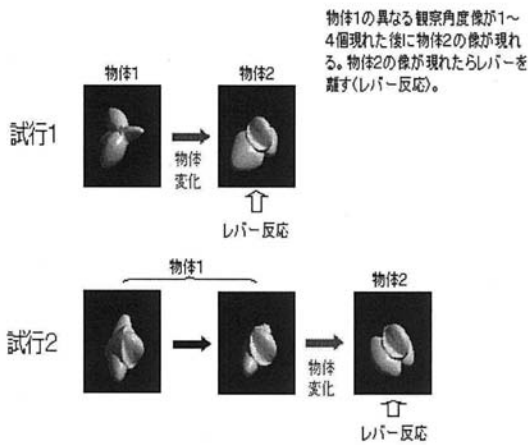 物体1の異なる観察角度像が1～
4個現れた後に物体2の像が現れ
る。物体2の像が現れたらレバーを
離す(レバー反応)。
物体1
物体2
試行1
物体
変化
レバー反応
物体1
物体2
試行2
物体
変化
レバー反応